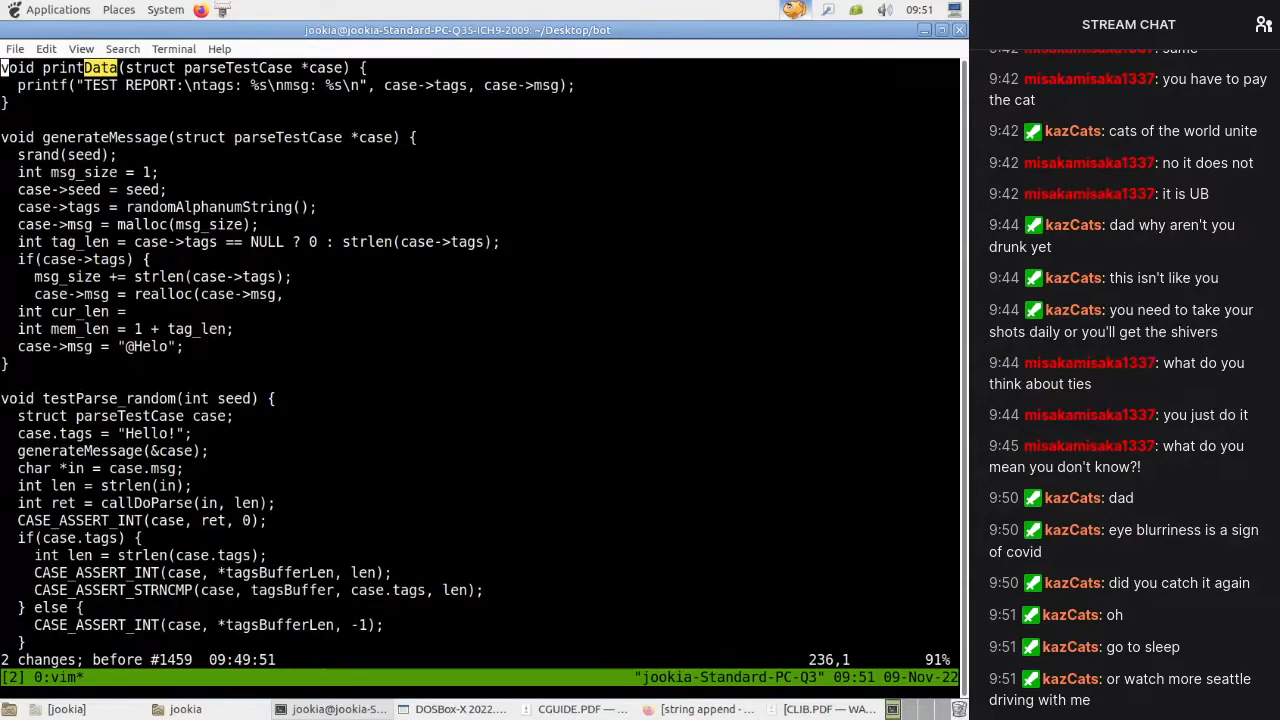 Applications Places System 09:51
jookia@jookia-Standard-PC-Q35-ICH9-2009: ~/Desktop/bot
File Edit View Search Terminal Help
void printData(struct parseTestCase *case) {
printf("TEST REPORT:\ntags: %s\nmsg: %s\n", case->tags, case->msg);
}
void generateMessage(struct parseTestCase *case) {
srand(seed);
int msg_size = 1;
case->seed = seed;
case->tags = randomAlphanumString();
case->msg = malloc(msg_size);
int tag_len = case->tags == NULL ? 0 : strlen(case->tags);
if(case->tags) {
msg_size += strlen(case->tags);
case->msg = realloc(case->msg,
int cur_len =
int mem_len = 1 + tag_len;
case->msg = "@Helo";
}
void testParse_random(int seed) {
struct parseTestCase case;
case.tags = "Hello!";
generateMessage(&case);
char *in = case.msg;
int len = strlen(in);
int ret = callDoParse(in, len);
CASE_ASSERT_INT(case, ret, 0);
if(case.tags) {
int len = strlen(case.tags);
CASE_ASSERT_INT(case, *tagsBufferLen, len);
CASE_ASSERT_STRNCMP(case, tagsBuffer, case.tags, len);
} else {
CASE_ASSERT_INT(case, *tagsBufferLen, -1);
}
2 changes; before #1459 09:49:51 236,1 91%
[2] 0:vim* "jookia-Standard-PC-Q3" 09:51 09-Nov-22
[jookia] jookia jookia@jookia-S... DOSBox-X 2022.... CGUIDE.PDF — ... [string append - ... [CLIB.PDF — WA...
STREAM CHAT
misakamisaka1337: you have to pay
the cat
9:42 kazCats: cats of the world unite
9:42 misakamisaka1337: no it does not
9:42 misakamisaka1337: it is UB
9:44 kazCats: dad why aren't you
drunk yet
9:44 kazCats: this isn't like you
9:44 kazCats: you need to take your
shots daily or you'll get the shivers
9:44 misakamisaka1337: what do you
think about ties
9:44 misakamisaka1337: you just do it
9:45 misakamisaka1337: what do you
mean you don't know?!
9:50 kazCats: dad
9:50 kazCats: eye blurriness is a sign
of covid
9:50 kazCats: did you catch it again
9:51 kazCats: oh
9:51 kazCats: go to sleep
9:51 kazCats: or watch more seattle
driving with me